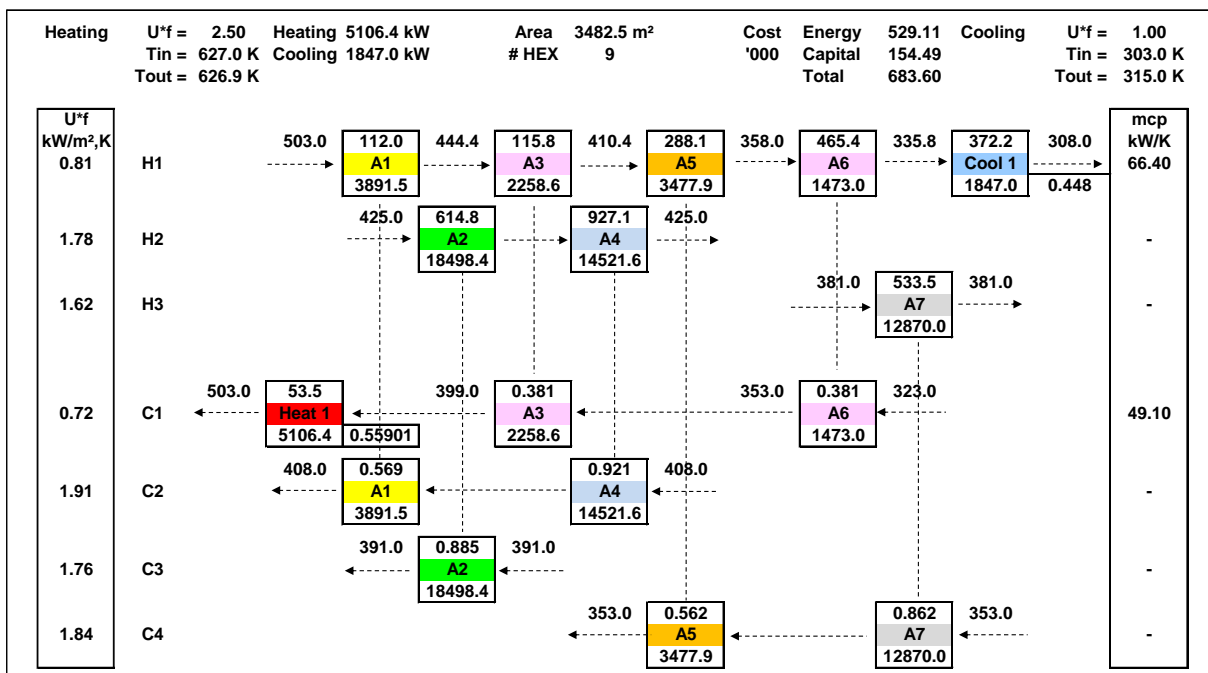 Heating U*f = 2.50 Heating 5106.4 kW Area 3482.5 m² Cost Energy 529.11 Cooling U*f = 1.00
Tin = 627.0 K Cooling 1847.0 kW # HEX 9 '000 Capital 154.49 Tin = 303.0 K
Tout = 626.9 K Total 683.60 Tout = 315.0 K
U*f mcp
kW/m²,K 503.0 112.0 444.4 115.8 410.4 288.1 358.0 465.4 335.8 372.2 308.0 kW/K
0.81 H1 A1 A3 A5 A6 Cool 1 66.40
3891.5 2258.6 3477.9 1473.0 1847.0 0.448
425.0 614.8 927.1 425.0
1.78 H2 A2 A4 -
18498.4 14521.6
381.0 533.5 381.0
1.62 H3 A7 -
12870.0
503.0 53.5 399.0 0.381 353.0 0.381 323.0
0.72 C1 Heat 1 A3 A6 49.10
5106.4 0.55901 2258.6 1473.0
408.0 0.569 0.921 408.0
1.91 C2 A1 A4 -
3891.5 14521.6
391.0 0.885 391.0
1.76 C3 A2 -
18498.4
353.0 0.562 0.862 353.0
1.84 C4 A5 A7 -
3477.9 12870.0